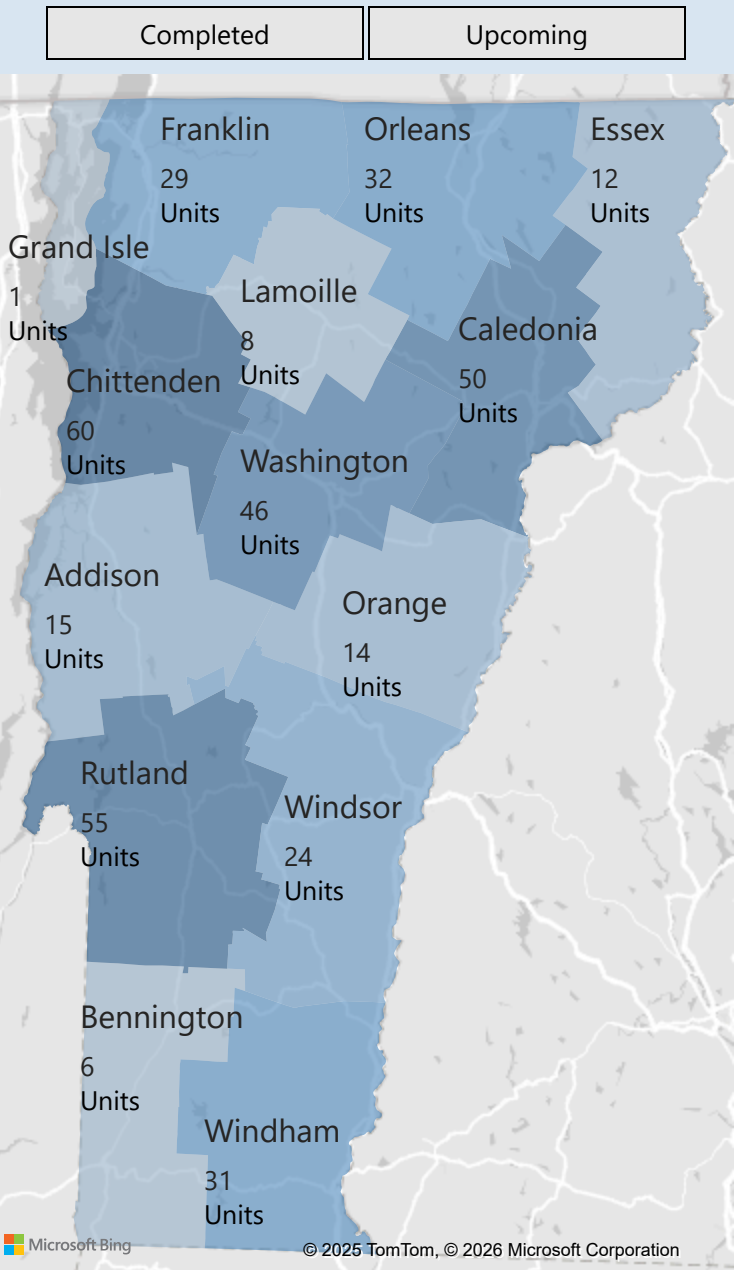 Completed
Upcoming
Franklin
29
Units
Orleans
32
Units
Essex
12
Units
Grand Isle
1
Units
Lamoille
8
Units
Caledonia
50
Units
Chittenden
60
Units
Washington
46
Units
Addison
15
Units
Orange
14
Units
Rutland
55
Units
Windsor
24
Units
Bennington
6
Units
Windham
31
Units
Microsoft Bing
© 2025 TomTom, © 2026 Microsoft Corporation